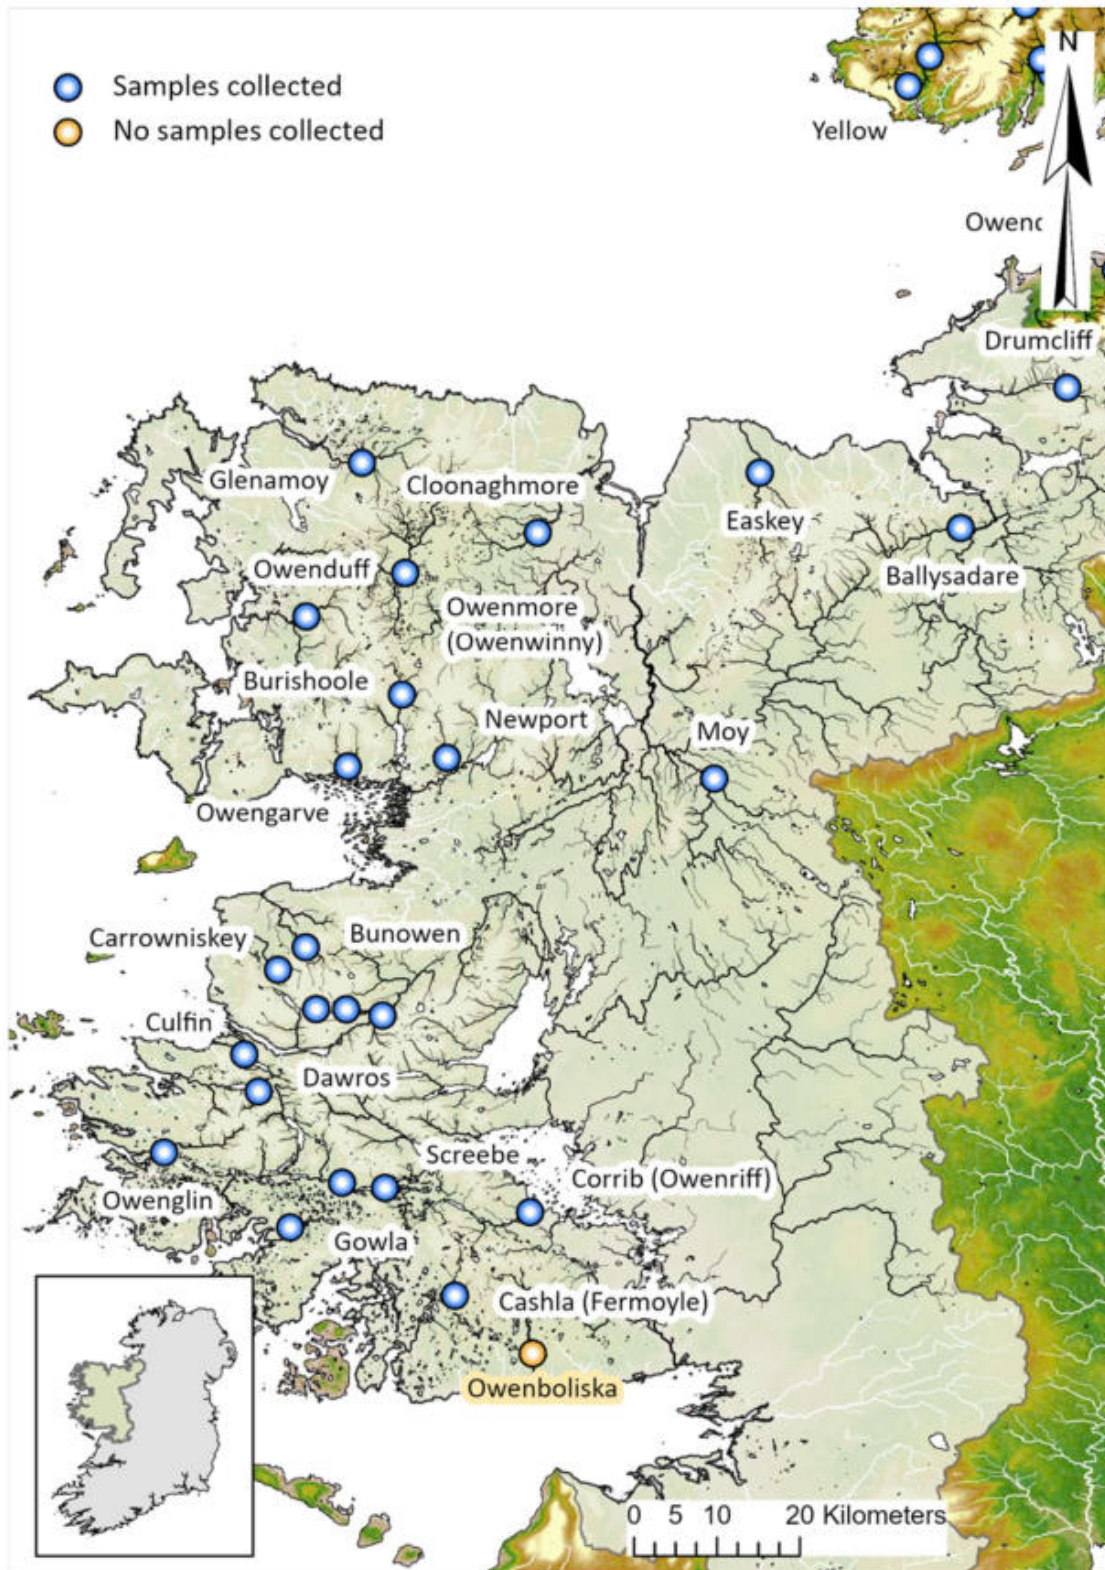 Samples collected
No samples collected
N
Yellow
Owenc
Drumcliff
Glenamoy
Cloonaghmore
Easkey
Ballysadare
Owenduff
Owenmore
(Owenwinny)
Burishoole
Newport
Moy
Owengarve
Carrowniskey
Bunowen
Culfin
Dawros
Screebe
Corrib (Owenriff)
Owenglin
Gowla
Cashla (Fermoyle)
Owenboliska
0 5 10 20 Kilometers